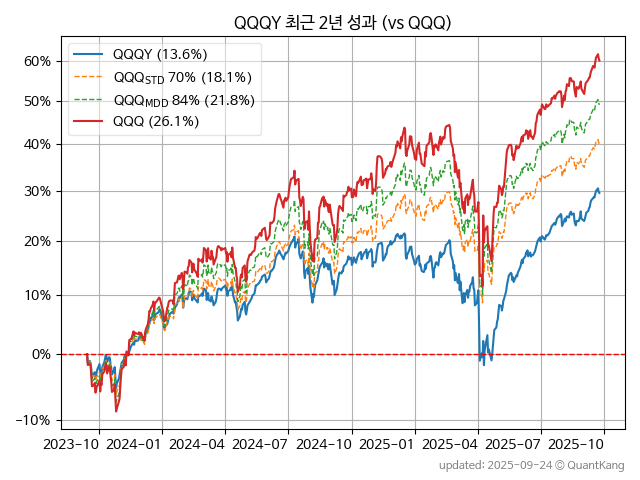 QQQY 최근 2년 성과 (vs QQQ)
QQQY (13.6%)
QQQSTD 70% (18.1%)
QQQMDD 84% (21.8%)
QQQ (26.1%)
60%
50%
40%
30%
20%
10%
0%
−10%
2023-10 2024-01 2024-04 2024-07 2024-10 2025-01 2025-04 2025-07 2025-10
updated: 2025-09-24 © QuantKang